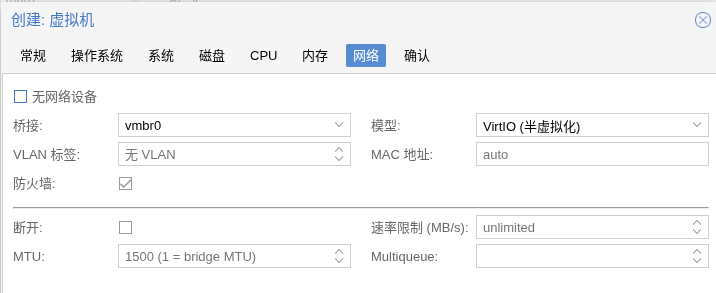 创建: 虚拟机
常规 操作系统 系统 磁盘 CPU 内存 网络 确认
无网络设备
桥接: vmbr0 模型: VirtIO (半虚拟化)
VLAN 标签: 无 VLAN MAC 地址: auto
防火墙:
断开: 速率限制 (MB/s): unlimited
MTU: 1500 (1 = bridge MTU) Multiqueue: